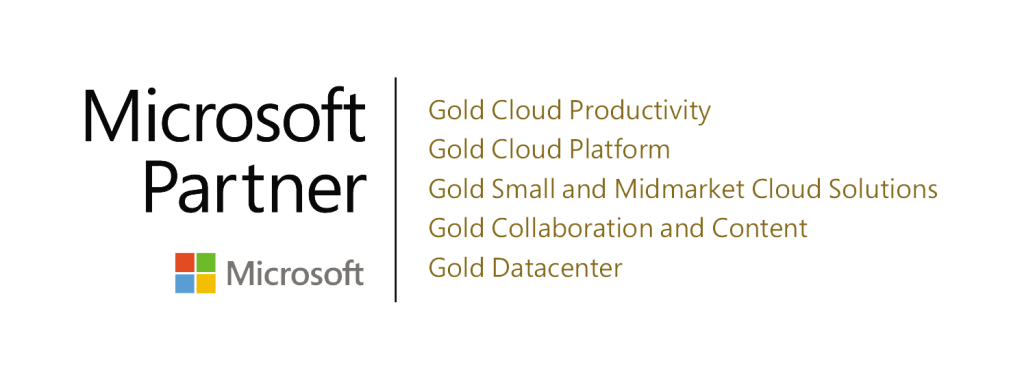 Microsoft
Partner
Microsoft
Gold Cloud Productivity
Gold Cloud Platform
Gold Small and Midmarket Cloud Solutions
Gold Collaboration and Content
Gold Datacenter